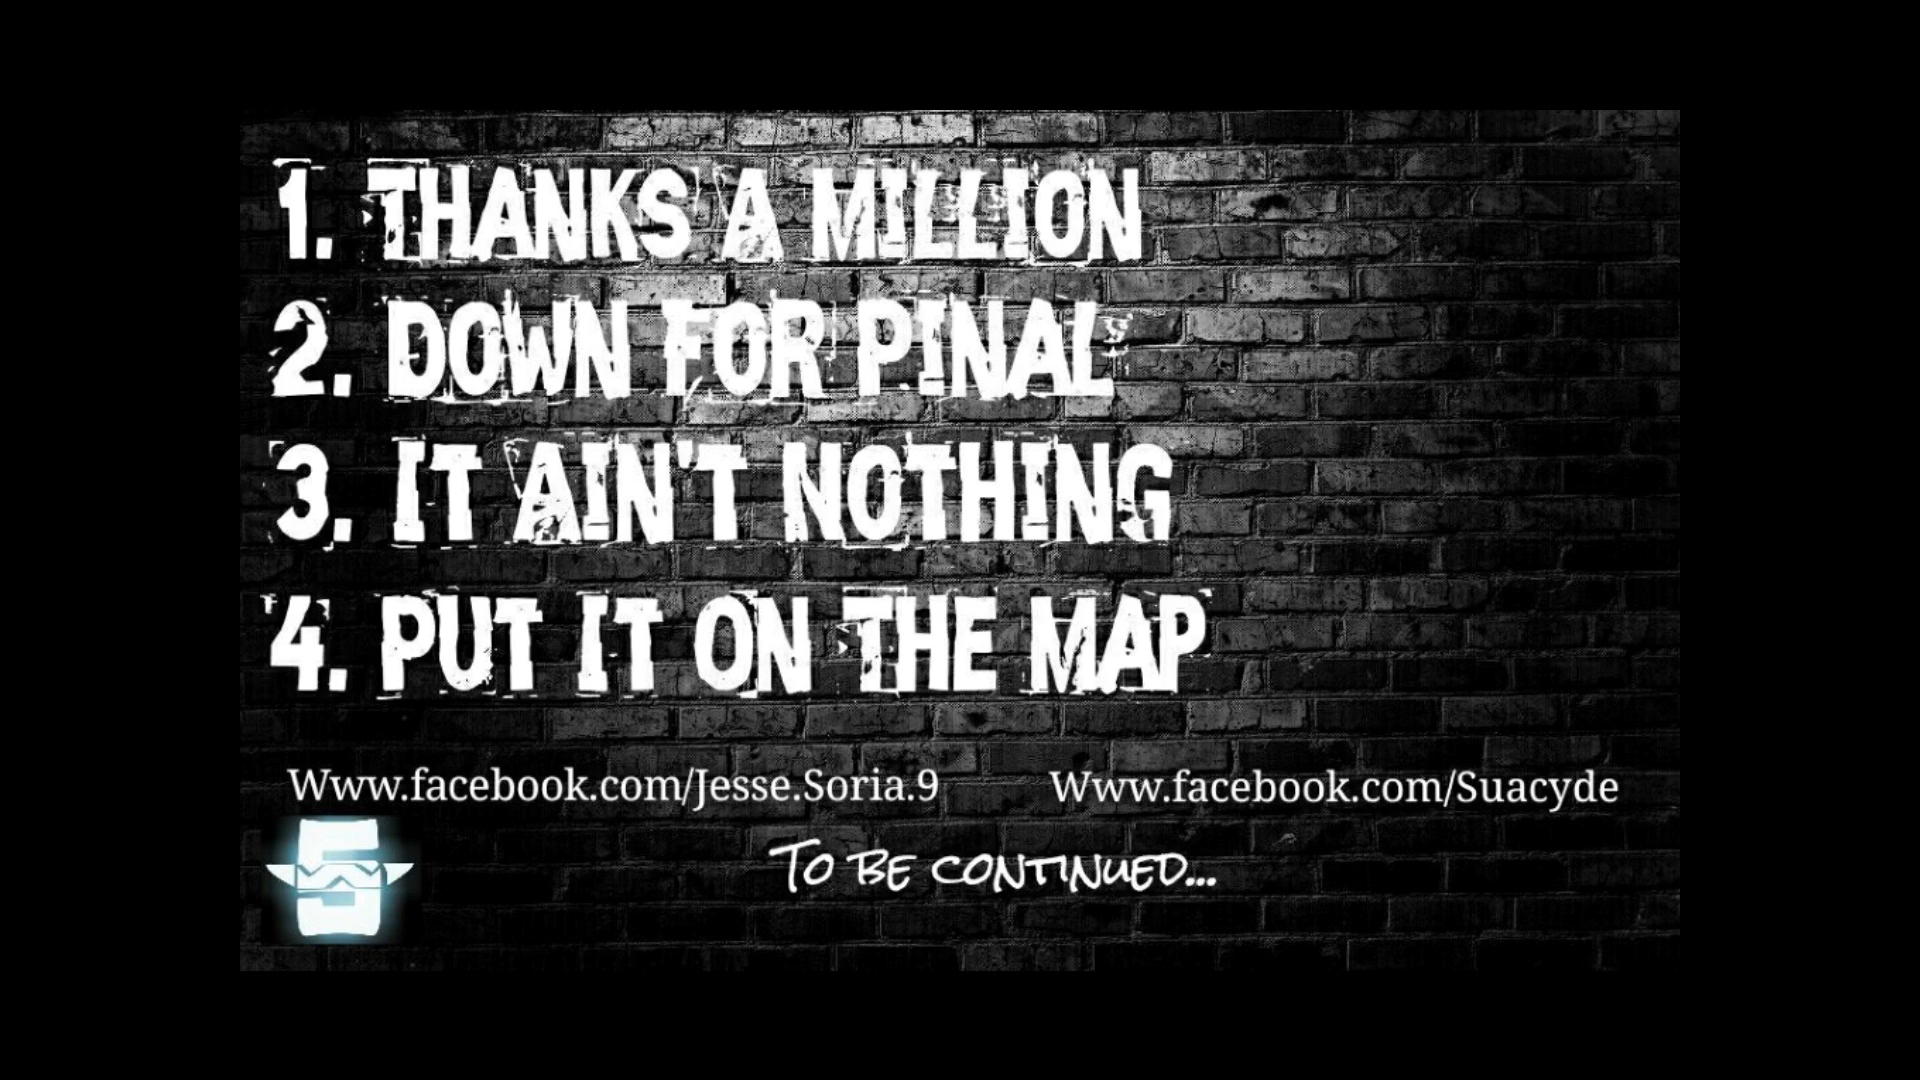 1. THANKS A MILLION
2. DOWN FOR PINAL
3. IT AIN'T NOTHING
4. PUT IT ON THE MAP
Www.facebook.com/Jesse.Soria.9 Www.facebook.com/Suacyde
TO BE CONTINUED...
S